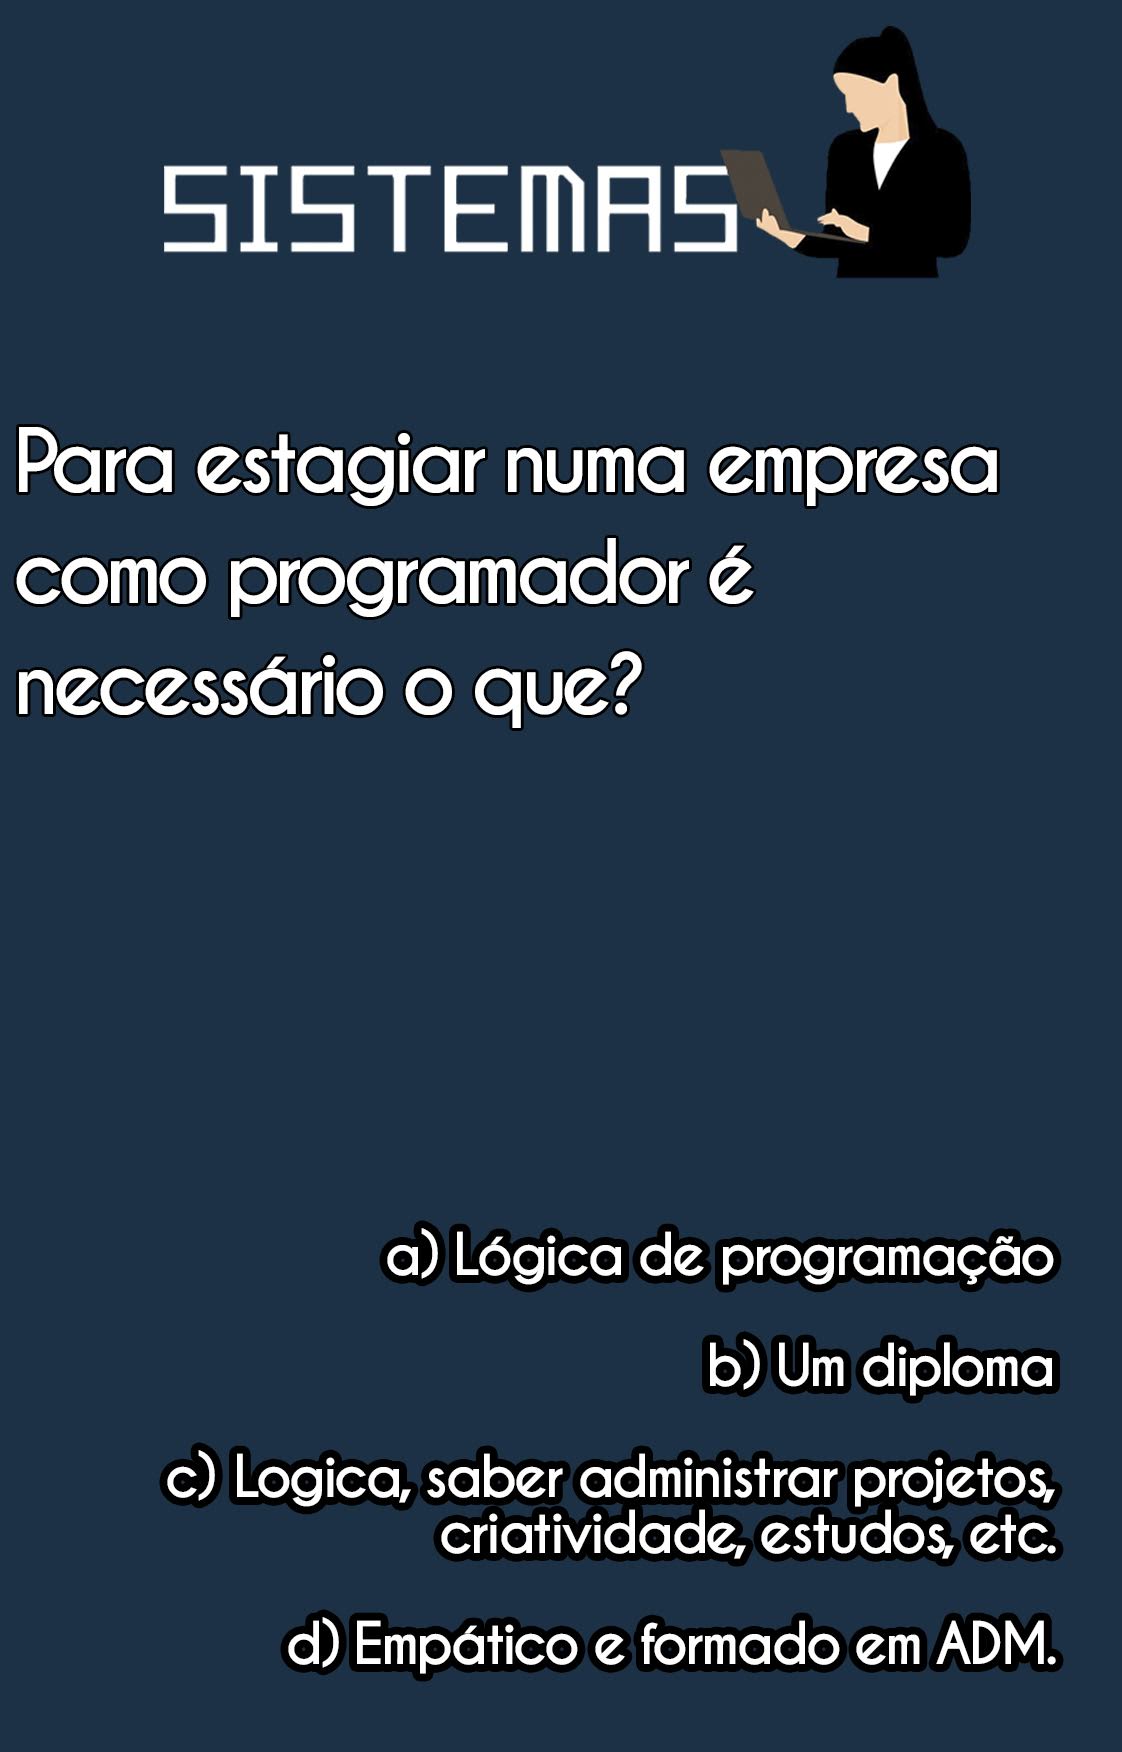 SISTEMAS
Para estagiar numa empresa
como programador é
necessário o que?
a) Lógica de programação
b) Um diploma
c) Logica, saber administrar projetos,
criatividade, estudos, etc.
d) Empático e formado em ADM.